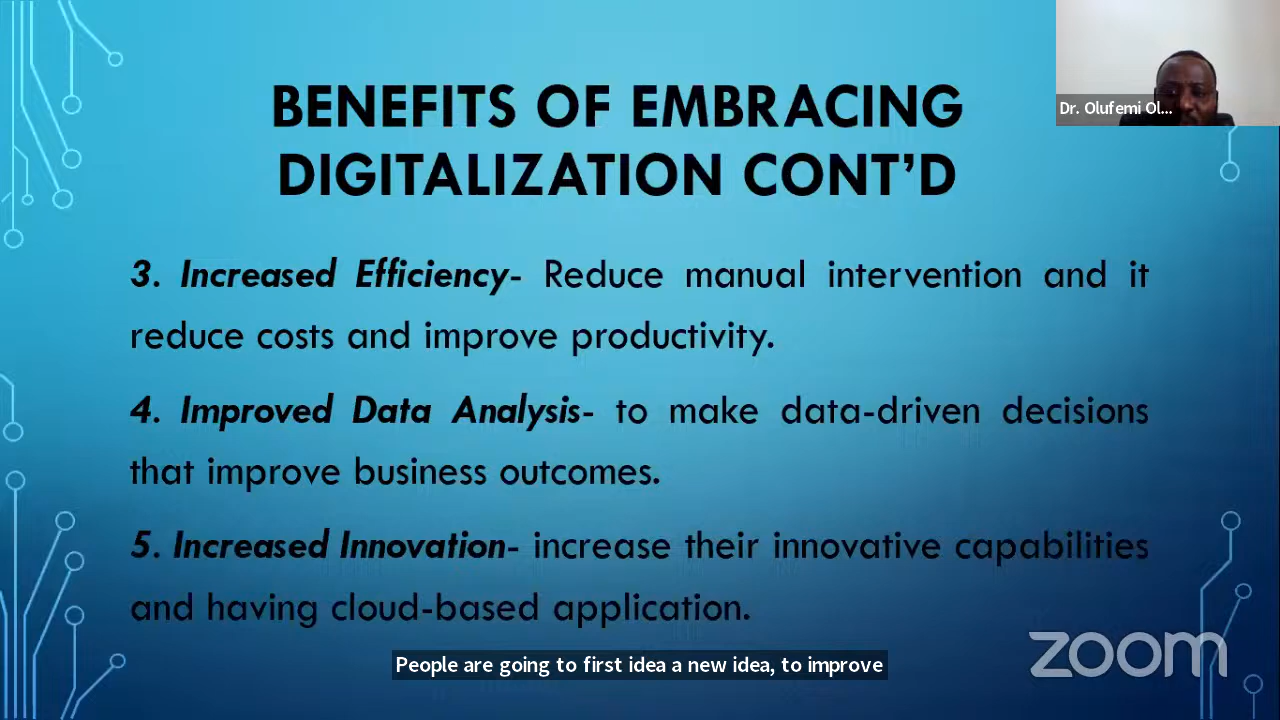 BENEFITS OF EMBRACING
DIGITALIZATION CONT’D
Dr. Olufemi Ol...
3. Increased Efficiency- Reduce manual intervention and it
reduce costs and improve productivity.
4. Improved Data Analysis- to make data-driven decisions
that improve business outcomes.
5. Increased Innovation- increase their innovative capabilities
and having cloud-based application.
People are going to first idea a new idea, to improve
zoom